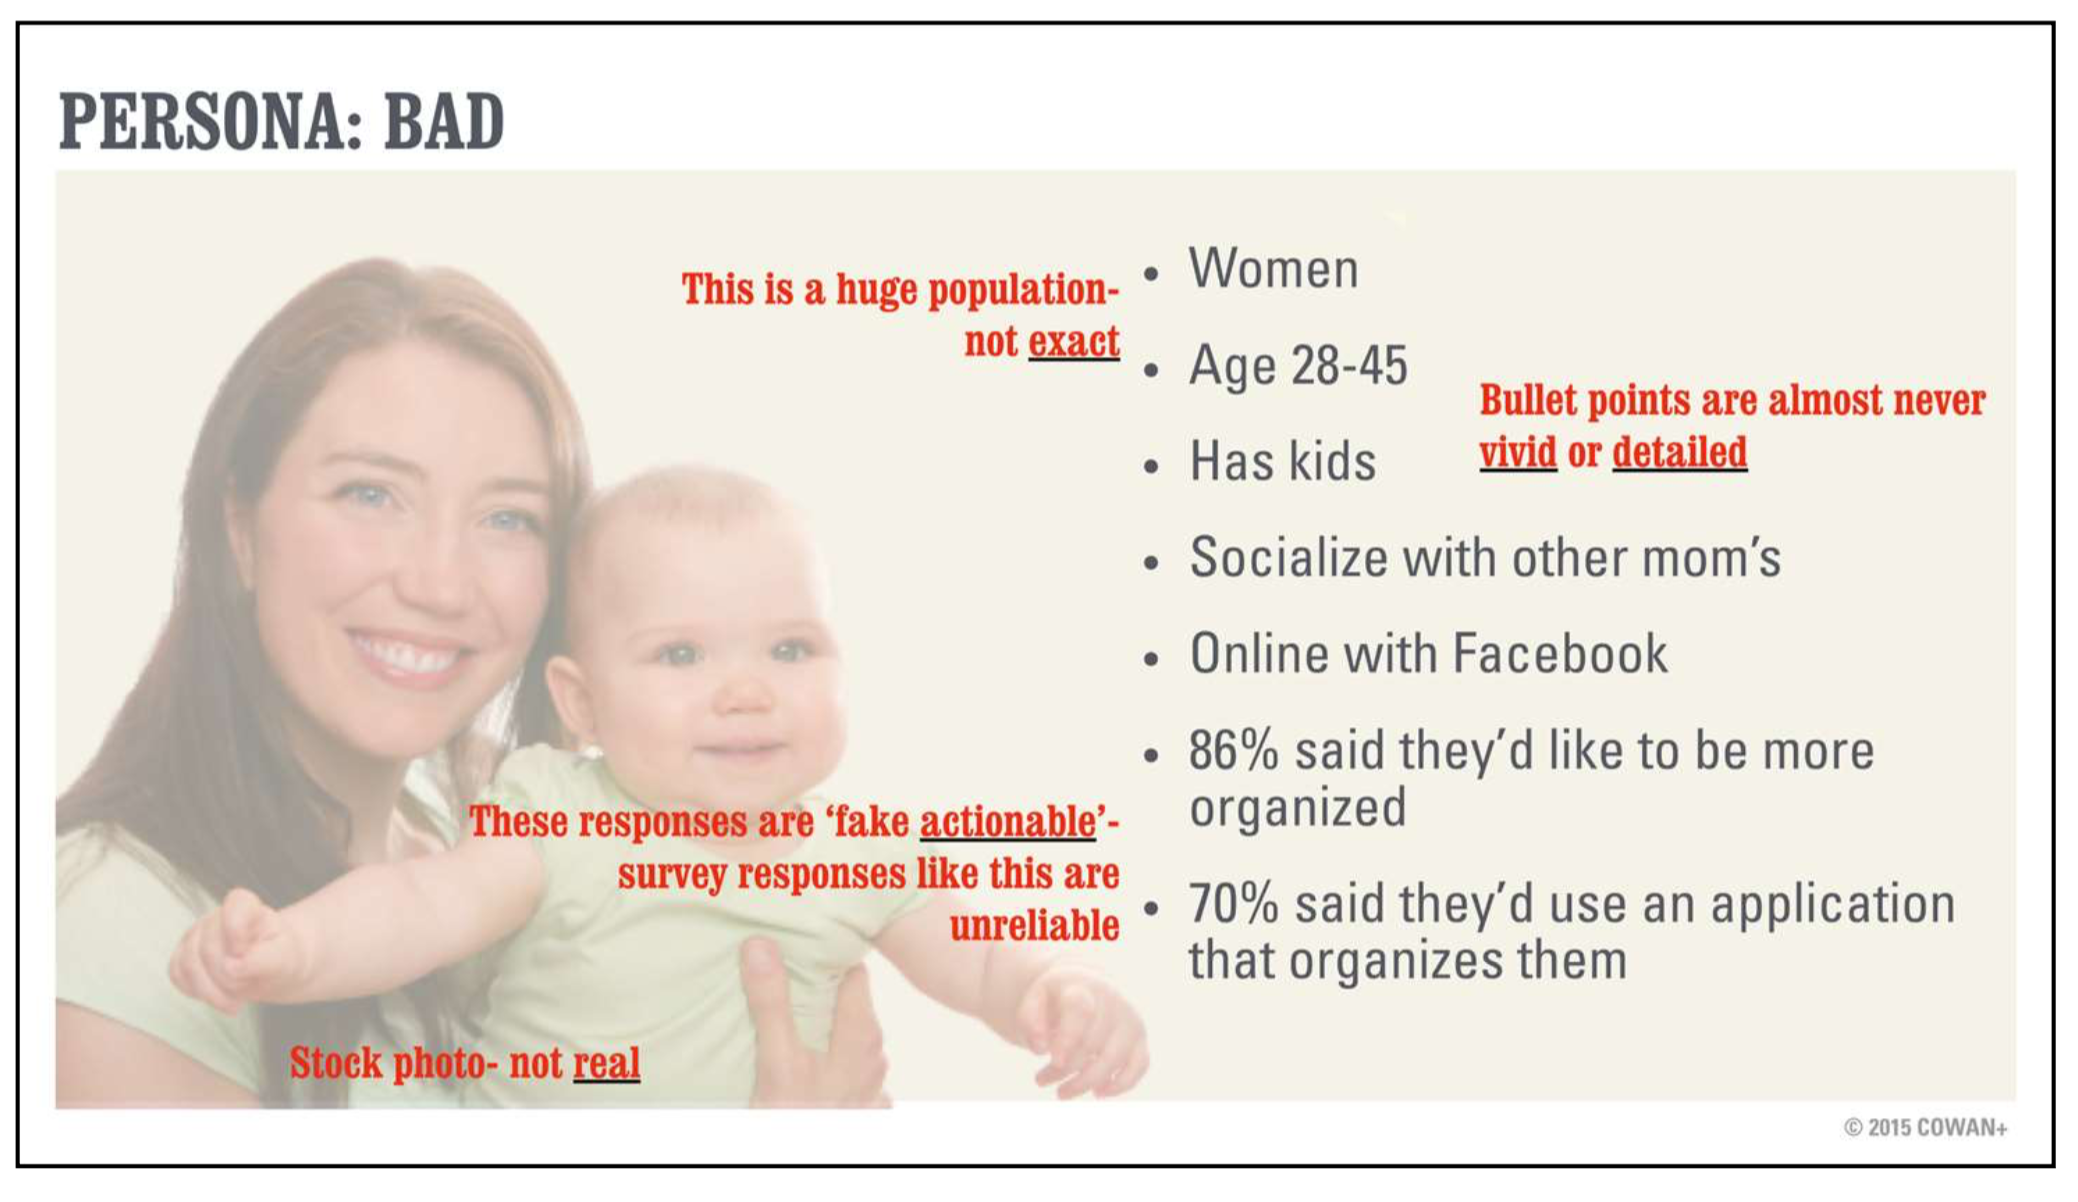 PERSONA: BAD
This is a huge population-
not exact
• Women
• Age 28-45
Bullet points are almost never
vivid or detailed
• Has kids
• Socialize with other mom's
• Online with Facebook
• 86% said they'd like to be more
organized
These responses are ‘fake actionable’-
survey responses like this are
unreliable
• 70% said they'd use an application
that organizes them
Stock photo- not real
© 2015 COWAN+